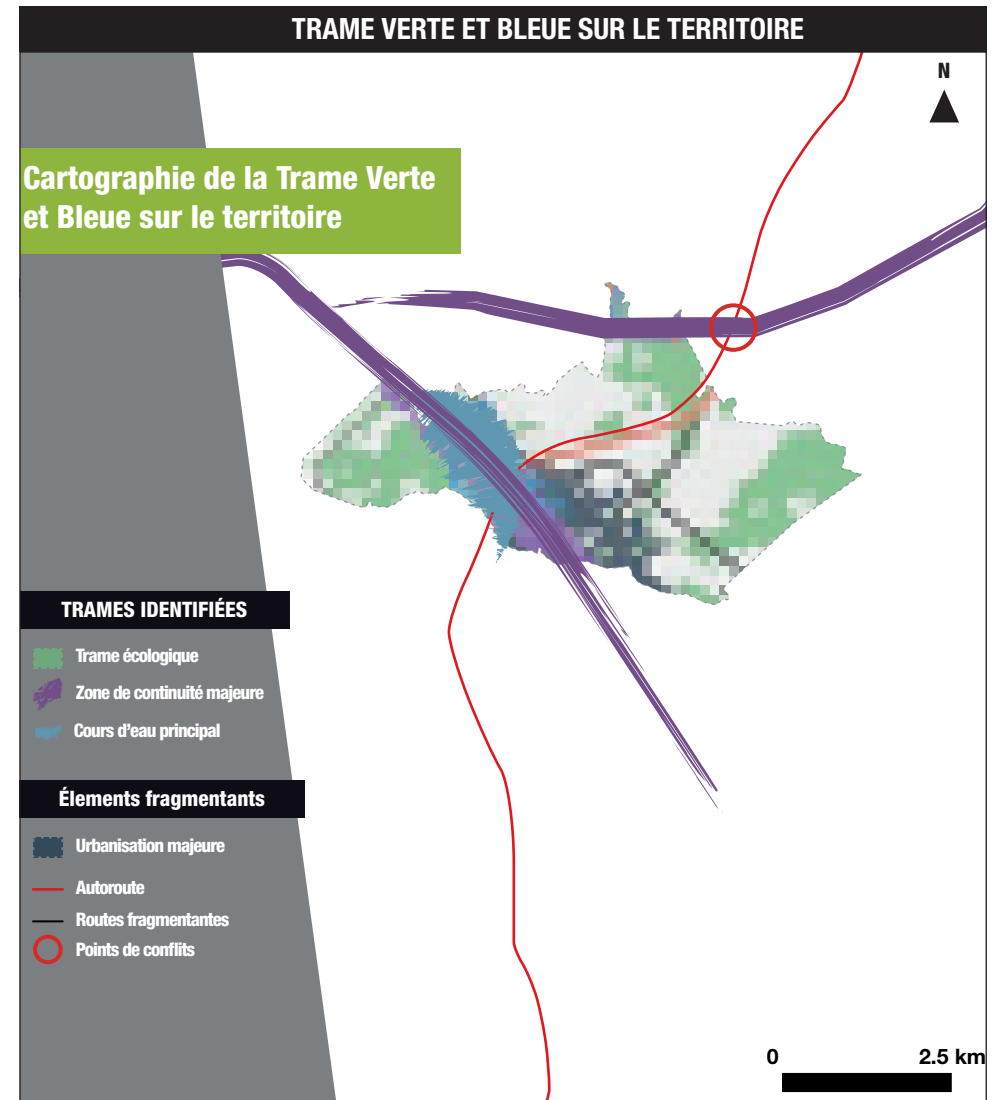 TRAME VERTE ET BLEUE SUR LE TERRITOIRE
N
Cartographie de la Trame Verte
et Bleue sur le territoire
TRAMES IDENTIFIÉES
Trame écologique
Zone de continuité majeure
Cours d'eau principal
Élements fragmentants
Urbanisation majeure
Autoroute
Routes fragmentantes
Points de conflits
0 2.5 km